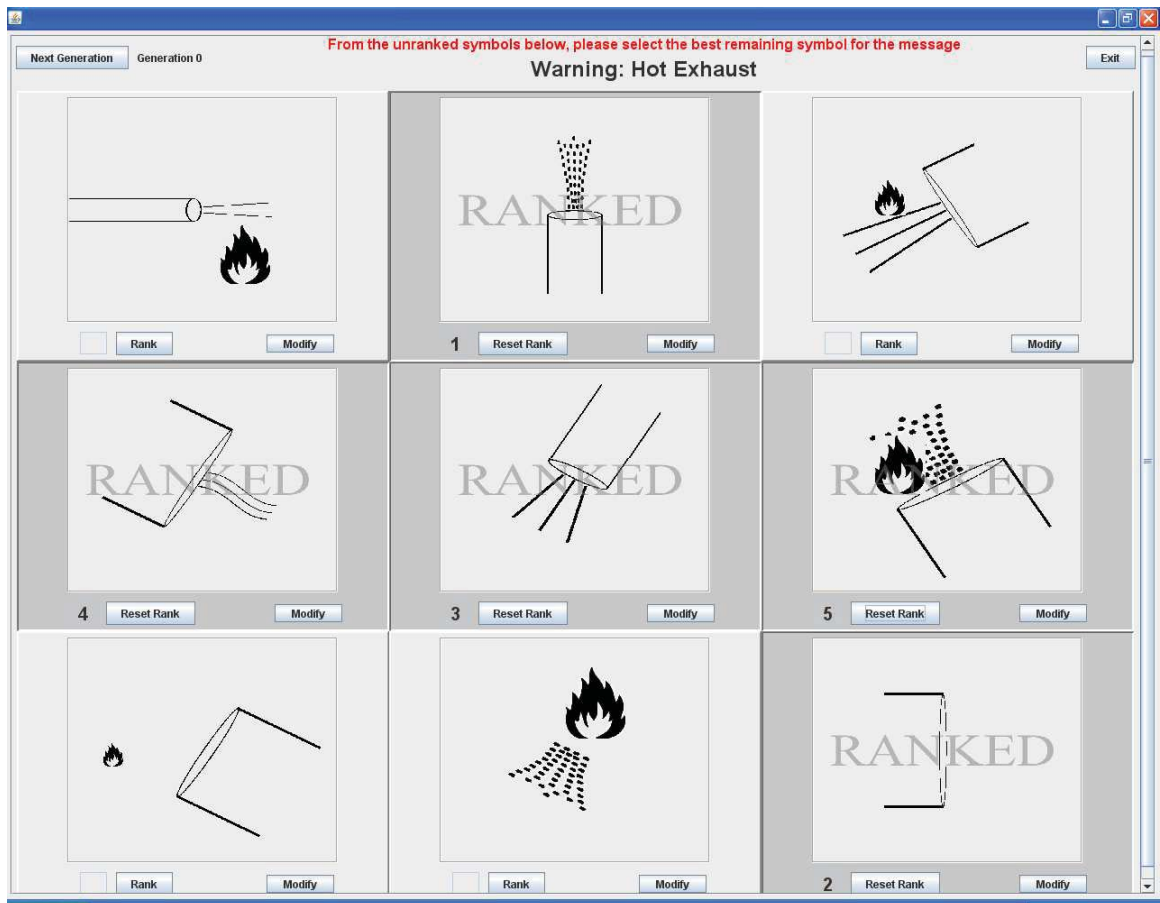 From the unranked symbols below, please select the best remaining symbol for the message
Next Generation Generation 0 Exit
Warning: Hot Exhaust
RANKED
Rank Modify 1 Reset Rank Modify Rank Modify
RANKED RANKED RANKED
4 Reset Rank Modify 3 Reset Rank Modify 5 Reset Rank Modify
RANKED
Rank Modify Rank Modify 2 Reset Rank Modify